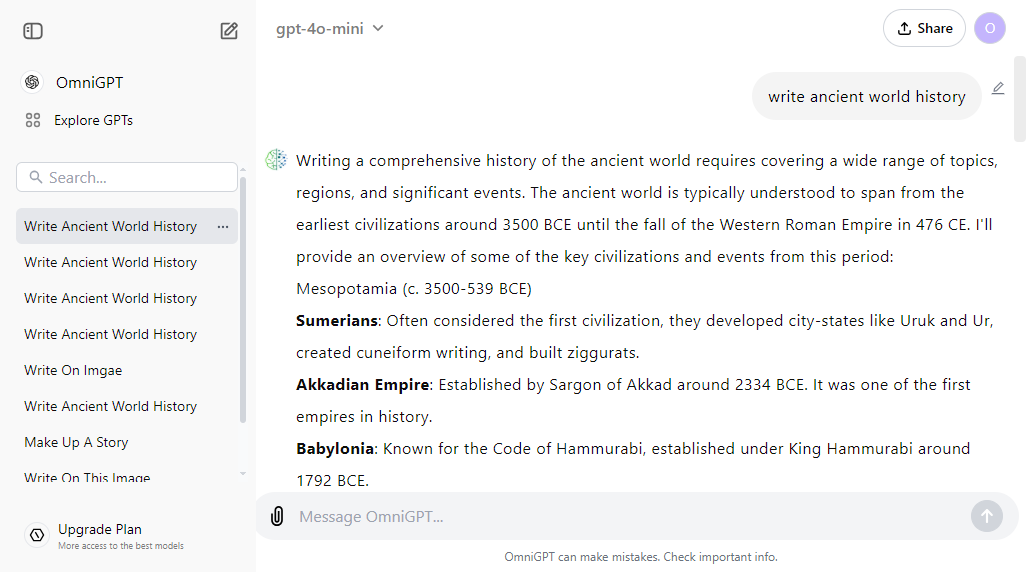 gpt-4o-mini
Share
O
OmniGPT
Explore GPTs
Search...
Write Ancient World History
Write Ancient World History
Write Ancient World History
Write Ancient World History
Write On Imgae
Write Ancient World History
Make Up A Story
Write On This Image
Upgrade Plan
More access to the best models
write ancient world history
Writing a comprehensive history of the ancient world requires covering a wide range of topics,
regions, and significant events. The ancient world is typically understood to span from the
earliest civilizations around 3500 BCE until the fall of the Western Roman Empire in 476 CE. I'll
provide an overview of some of the key civilizations and events from this period:
Mesopotamia (c. 3500-539 BCE)
Sumerians: Often considered the first civilization, they developed city-states like Uruk and Ur,
created cuneiform writing, and built ziggurats.
Akkadian Empire: Established by Sargon of Akkad around 2334 BCE. It was one of the first
empires in history.
Babylonia: Known for the Code of Hammurabi, established under King Hammurabi around
1792 BCE.
Message OmniGPT...
OmniGPT can make mistakes. Check important info.